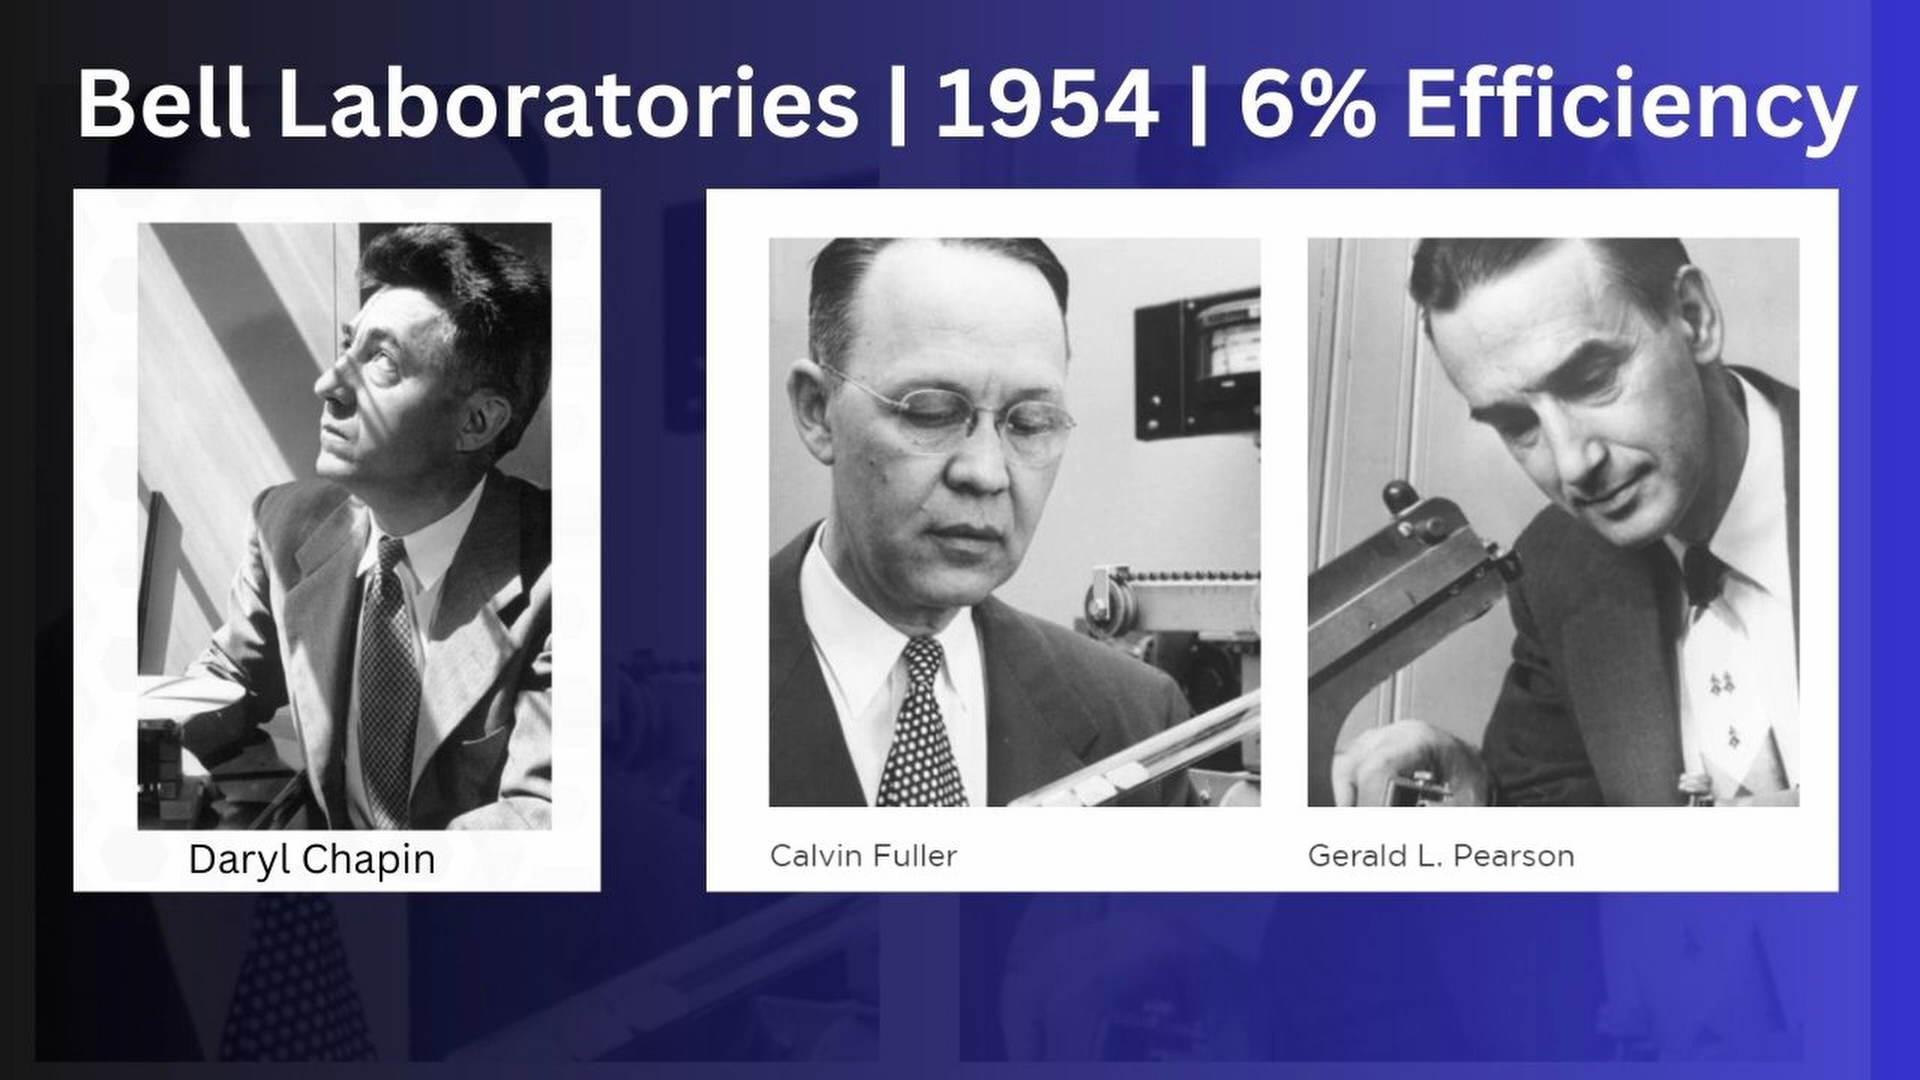 Bell Laboratories | 1954 | 6% Efficiency
Daryl Chapin
Calvin Fuller
Gerald L. Pearson